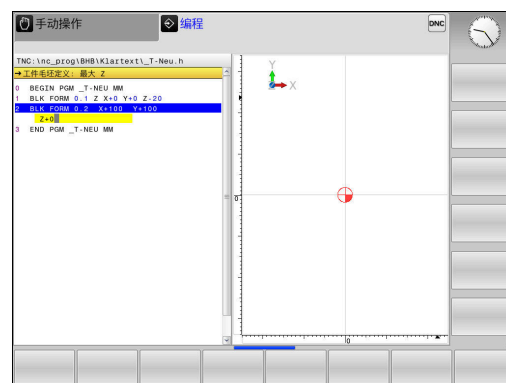 手动操作
编程
DNC
TNC:\nc_prog\BHB\Klartext\_T-Neu.h
→工件毛坯定义: 最大 Z
0 BEGIN PGM _T-NEU MM
1 BLK FORM 0.1 Z X+0 Y+0 Z-20
2 BLK FORM 0.2 X+100 Y+100
Z+0
3 END PGM _T-NEU MM
Y
X
0
0